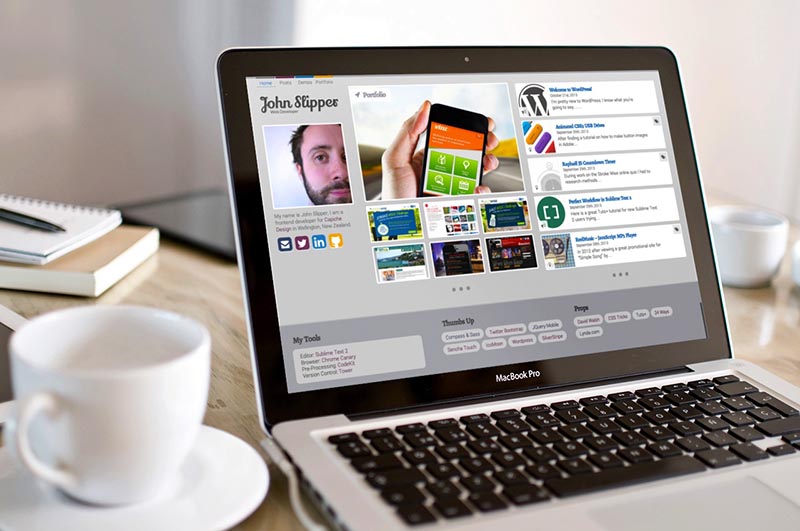 Home Posts Demos Portfolio
John Slipper
Web Developer
My name is John Slipper, I am a
frontend developer for Capiche
Design in Wellington, New Zealand.
Portfolio
Welcome to WordPress!
October 21st, 2013
I'm pretty new to WordPress, I know what you're
going to say, ...
Animated CSS3 USB Drives
September 30th, 2013
After finding a tutorial on how to make button images
in Adobe ...
Raphaël JS Countdown Timer
September 30th, 2013
During work on the Stroke Mites online quiz I had to
research methods ...
Perfect Workflow in Sublime Text 2
September 29th, 2013
Here is a great Tuts+ tutorial for new Sublime Text
2 users trying...
RedMusic - JavaScript MP3 Player
September 29th, 2013
In 2012 after viewing a great promotional site for
"Simple Song" by ...
My Tools
Editor: Sublime Text 2
Browser: Chrome Canary
Pre-Processing: CodeKit
Version Control: Tower
Thumbs Up
Compass & Sass Twitter Bootstrap JQuery Mobile
Sencha Touch IcoMoon Wordpress SilverStripe
Props
David Walsh CSS Tricks Tuts+ 24 Ways
Lynda.com
MacBook Pro